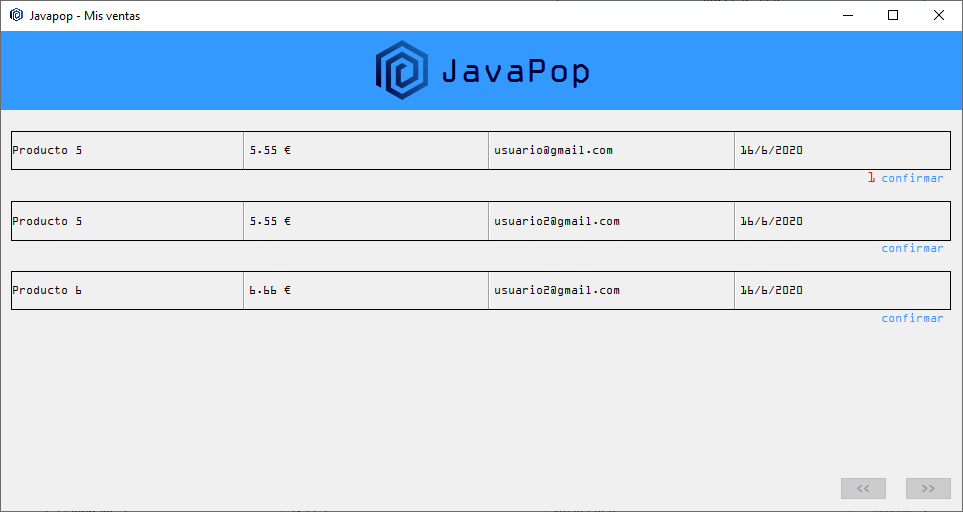 Javapop - Mis ventas
JavaPop
Producto 5 5.55 € usuario@gmail.com 16/6/2020
1 confirmar
Producto 5 5.55 € usuario2@gmail.com 16/6/2020
confirmar
Producto 6 6.66 € usuario2@gmail.com 16/6/2020
confirmar
<< >>